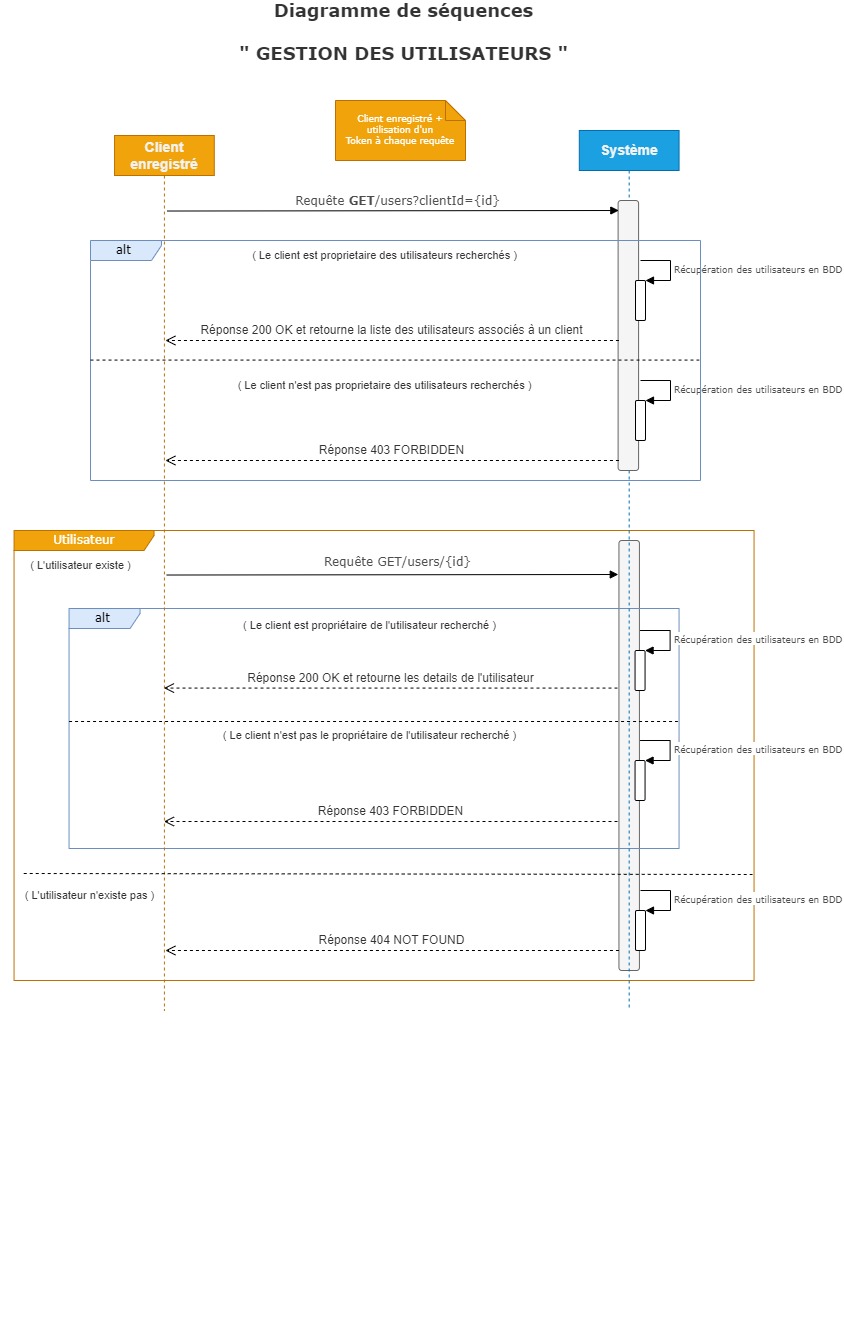 Diagramme de séquences
" GESTION DES UTILISATEURS "
Client enregistré +
utilisation d'un
Token à chaque requête
Client
enregistré
Système
Requête GET/users?clientId={id}
alt
( Le client est proprietaire des utilisateurs recherchés )
Récupération des utilisateurs en BDD
Réponse 200 OK et retourne la liste des utilisateurs associés à un client
( Le client n'est pas proprietaire des utilisateurs recherchés )
Récupération des utilisateurs en BDD
Réponse 403 FORBIDDEN
Utilisateur
( L'utilisateur existe )
Requête GET/users/{id}
alt
( Le client est propriétaire de l'utilisateur recherché )
Récupération des utilisateurs en BDD
Réponse 200 OK et retourne les details de l'utilisateur
( Le client n'est pas le propriétaire de l'utilisateur recherché )
Récupération des utilisateurs en BDD
Réponse 403 FORBIDDEN
( L'utilisateur n'existe pas )
Récupération des utilisateurs en BDD
Réponse 404 NOT FOUND